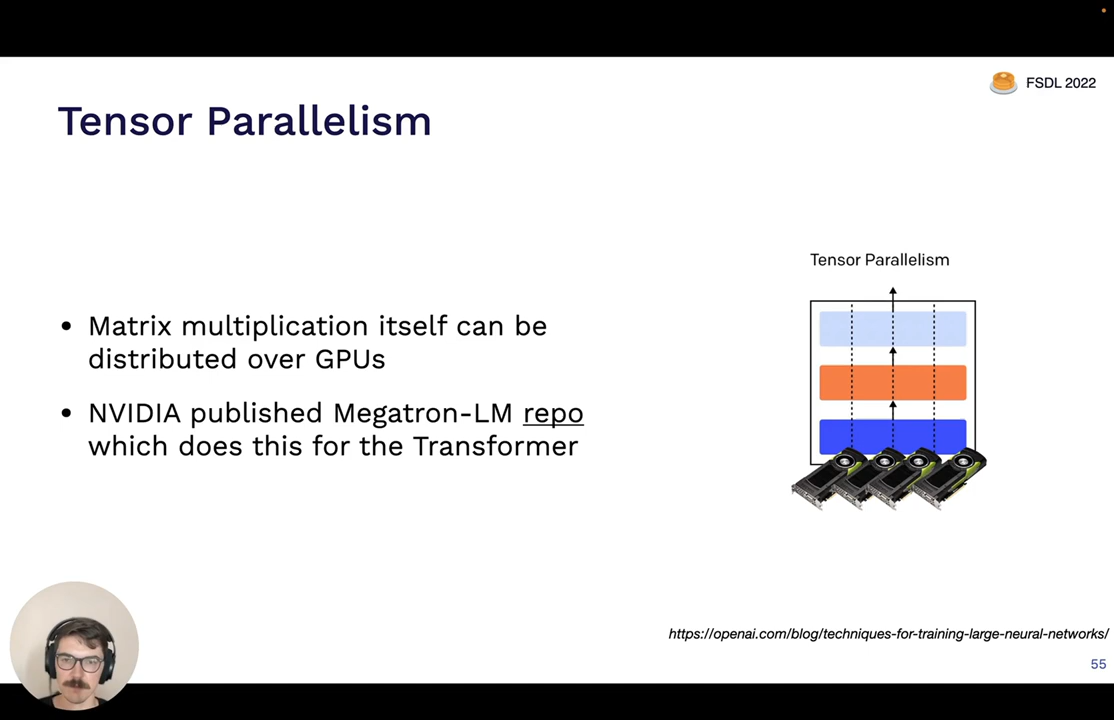 FSDL 2022
Tensor Parallelism
• Matrix multiplication itself can be
distributed over GPUs
• NVIDIA published Megatron-LM repo
which does this for the Transformer
Tensor Parallelism
https://openai.com/blog/techniques-for-training-large-neural-networks/
55